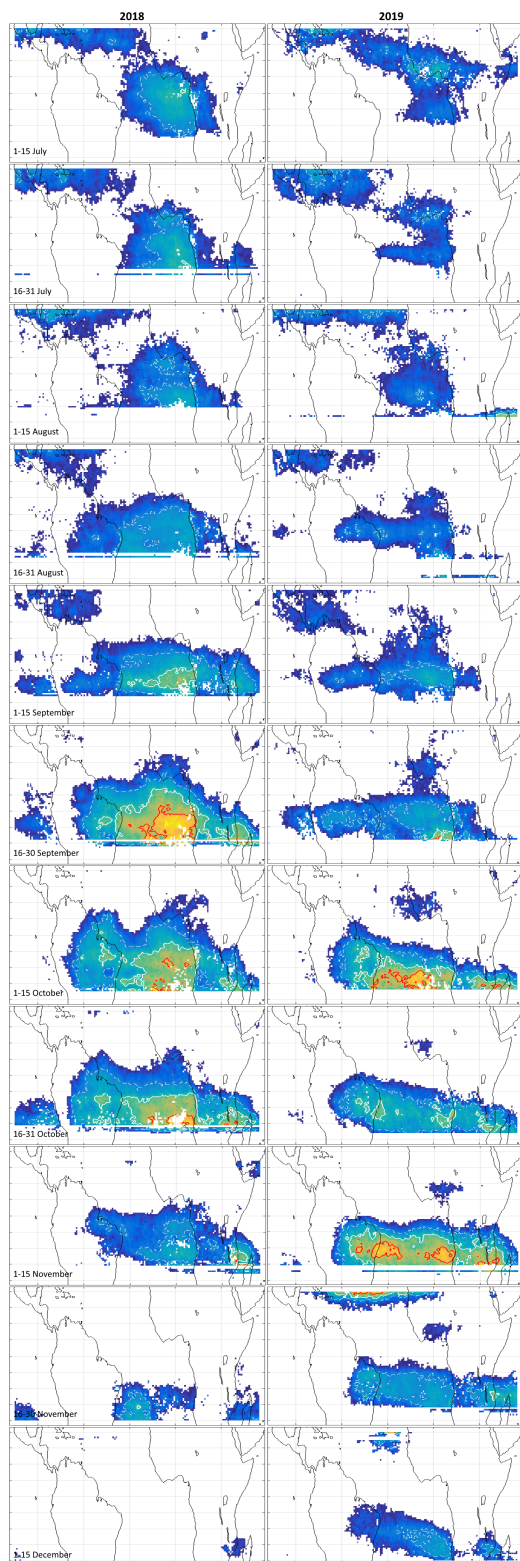 2018
2019
1-15 July
16-31 July
1-15 August
16-31 August
1-15 September
16-30 September
1-15 October
16-31 October
1-15 November
16-30 November
1-15 December